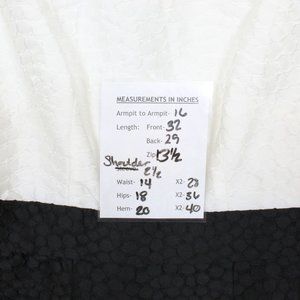 MEASUREMENTS IN INCHES
Armpit to Armpit- 16
Length: Front- 32
Back- 29
Zip 13½
Shoulder 2½
Waist- 14 X2- 28
Hips- 18 X2- 36
Hem- 20 X2- 40